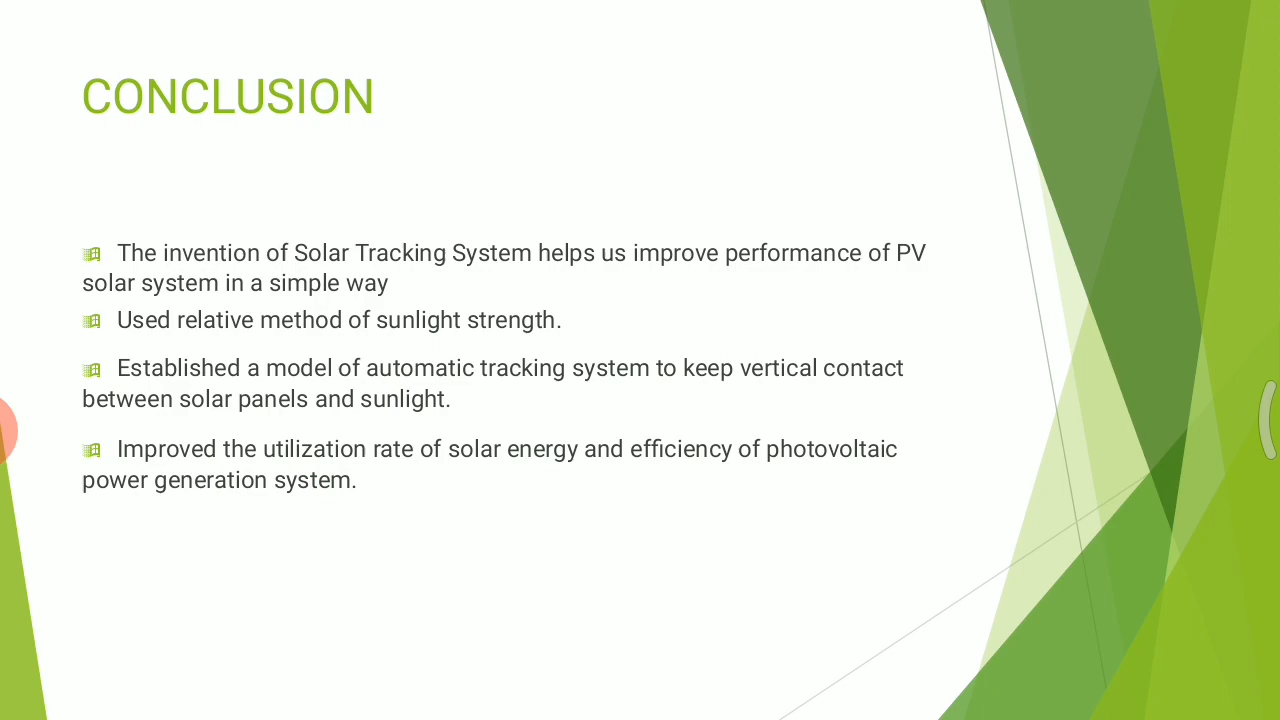 CONCLUSION
The invention of Solar Tracking System helps us improve performance of PV
solar system in a simple way
Used relative method of sunlight strength.
Established a model of automatic tracking system to keep vertical contact
between solar panels and sunlight.
Improved the utilization rate of solar energy and efficiency of photovoltaic
power generation system.